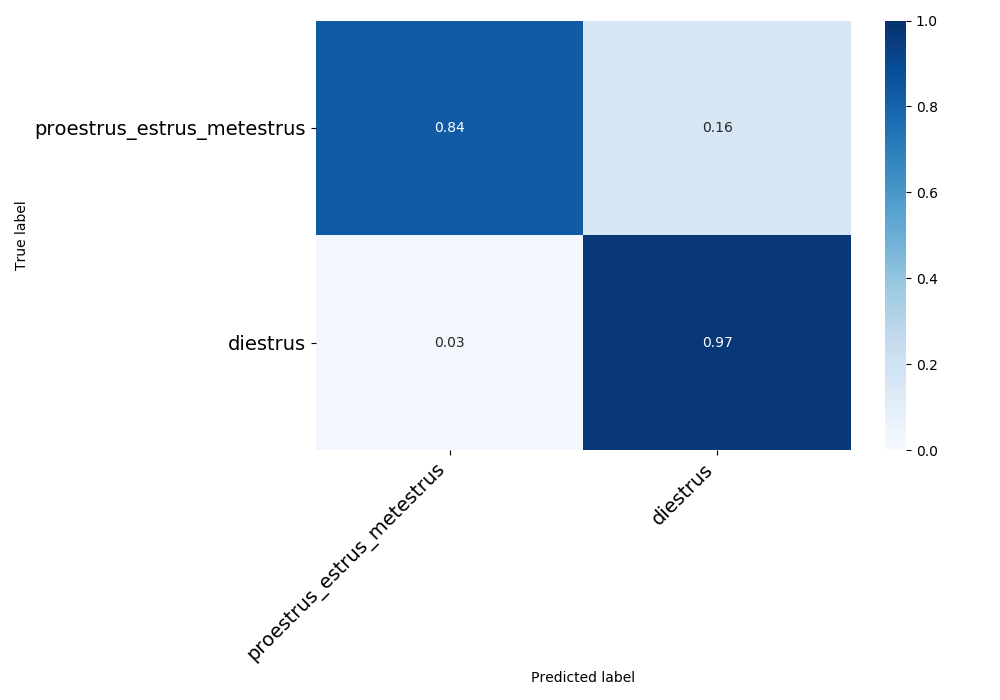 True label
proestrus_estrus_metestrus
0.84
0.16
diestrus
0.03
0.97
proestrus_estrus_metestrus
diestrus
Predicted label
1.0
0.8
0.6
0.4
0.2
0.0